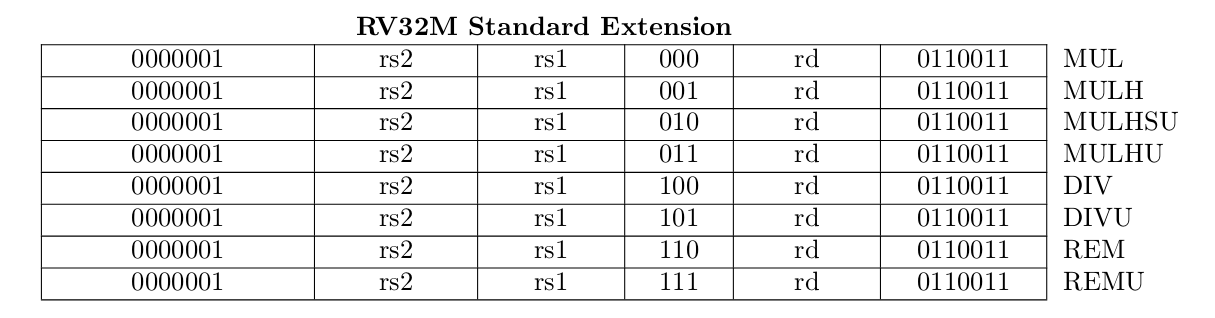 RV32M Standard Extension
0000001 rs2 rs1 000 rd 0110011 MUL
0000001 rs2 rs1 001 rd 0110011 MULH
0000001 rs2 rs1 010 rd 0110011 MULHSU
0000001 rs2 rs1 011 rd 0110011 MULHU
0000001 rs2 rs1 100 rd 0110011 DIV
0000001 rs2 rs1 101 rd 0110011 DIVU
0000001 rs2 rs1 110 rd 0110011 REM
0000001 rs2 rs1 111 rd 0110011 REMU